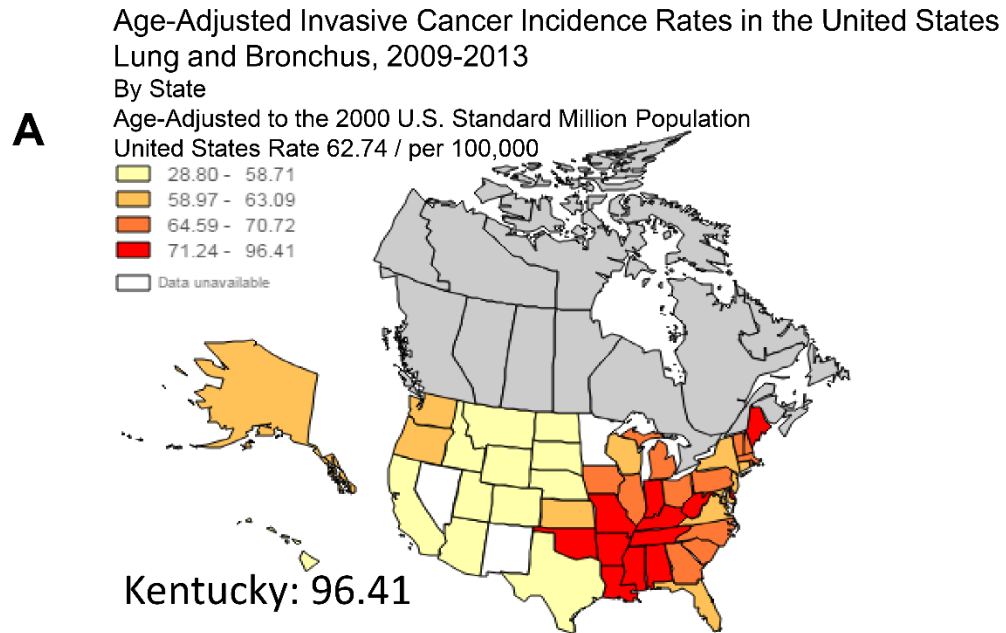 Age-Adjusted Invasive Cancer Incidence Rates in the United States
Lung and Bronchus, 2009-2013
By State
A
Age-Adjusted to the 2000 U.S. Standard Million Population
United States Rate 62.74 / per 100,000
28.80 - 58.71
58.97 - 63.09
64.59 - 70.72
71.24 - 96.41
Data unavailable
Kentucky: 96.41